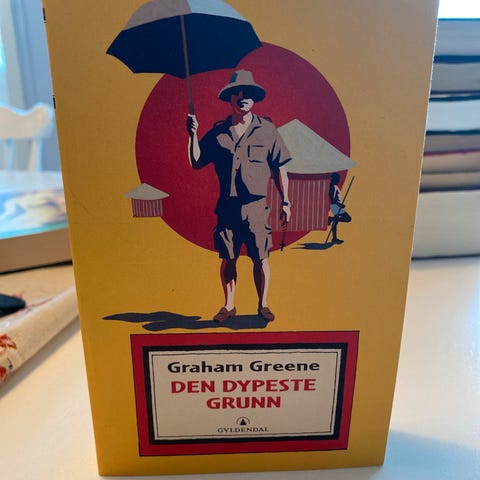 Graham Greene
DEN DYPESTE
GRUNN
GYLDENDAL